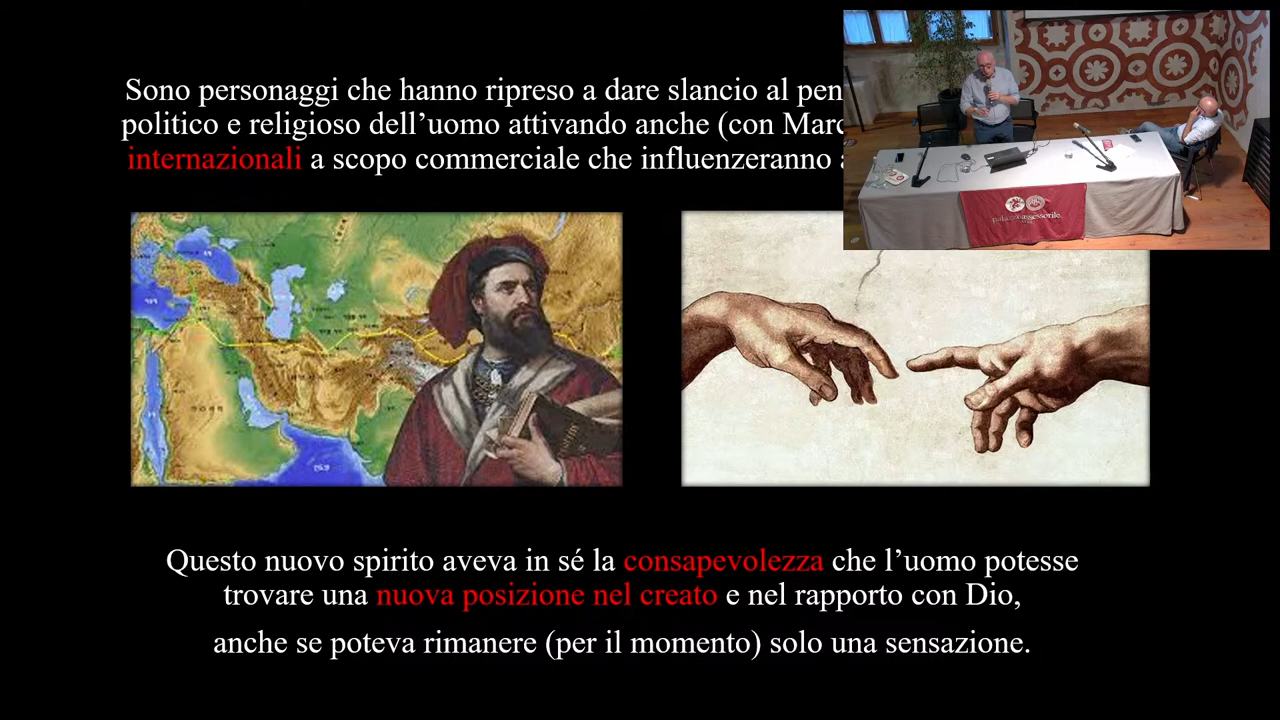 Sono personaggi che hanno ripreso a dare slancio al
politico e religioso dell’uomo attivando anche (con
internazionali a scopo commerciale che influenzeranno
Questo nuovo spirito aveva in sé la consapevolezza che l’uomo potesse
trovare una nuova posizione nel creato e nel rapporto con Dio,
anche se poteva rimanere (per il momento) solo una sensazione.